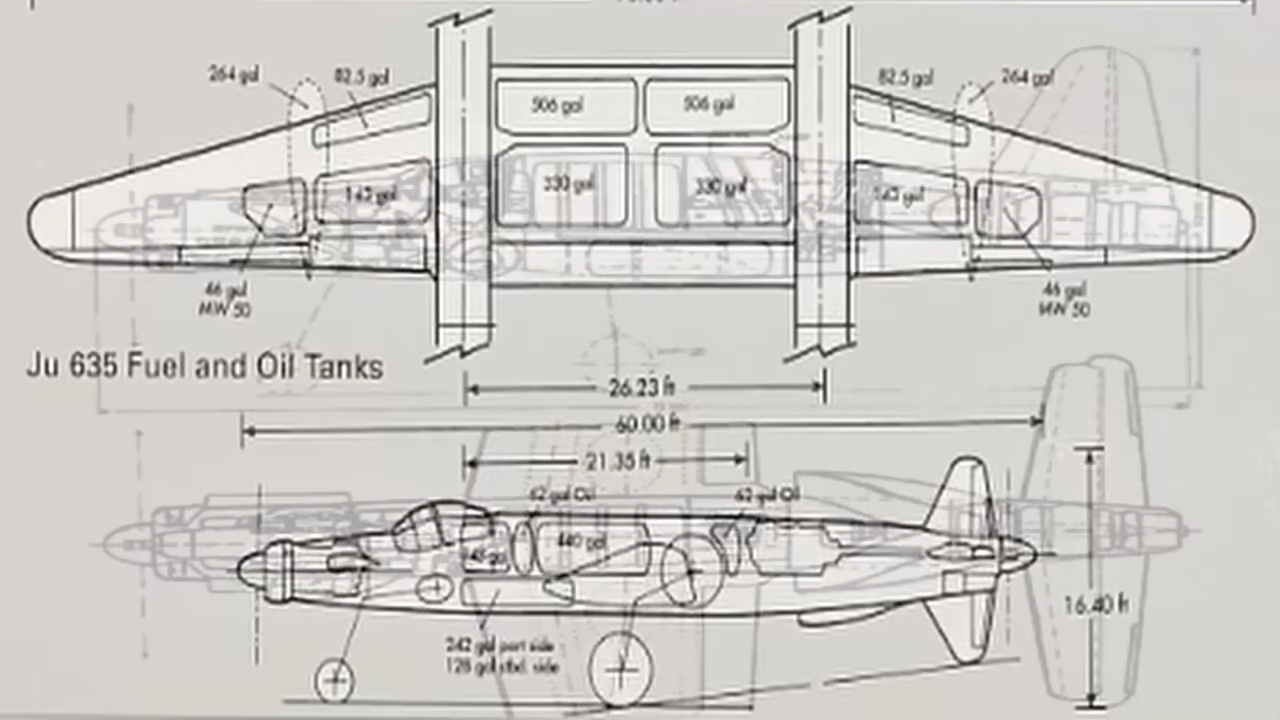 264 gal
82.5 gal
82.5 gal
264 gal
506 gal
506 gal
330 gal
330 gal
46 gal
MW 50
46 gal
MW 50
Ju 635 Fuel and Oil Tanks
26.23 ft
60.00 ft
21.35 ft
62 gal Oil
62 gal Oil
440 gal
16.40 ft
242 gal port side
128 gal stbd. side